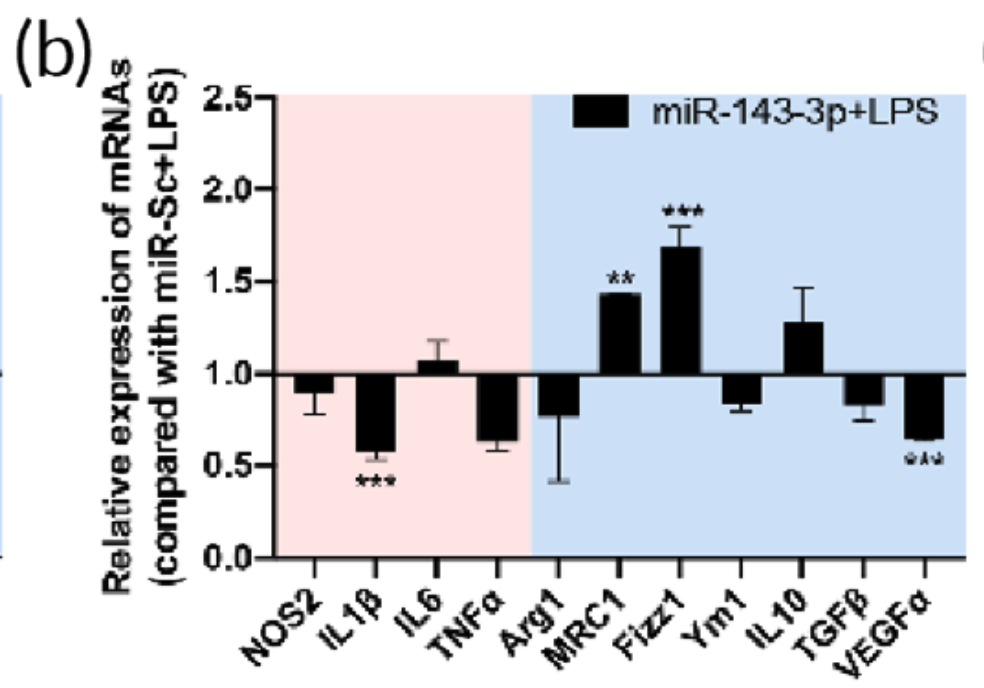 (b)
Relative expression of mRNAs
(compared with miR-Sc+LPS)
2.5
2.0
1.5
1.0
0.5
0.0
miR-143-3p+LPS
**
***
***
***
NOS2
IL1β
IL6
TNFα
Arg1
MRC1
Fizz1
Ym1
IL10
TGFβ
VEGFα